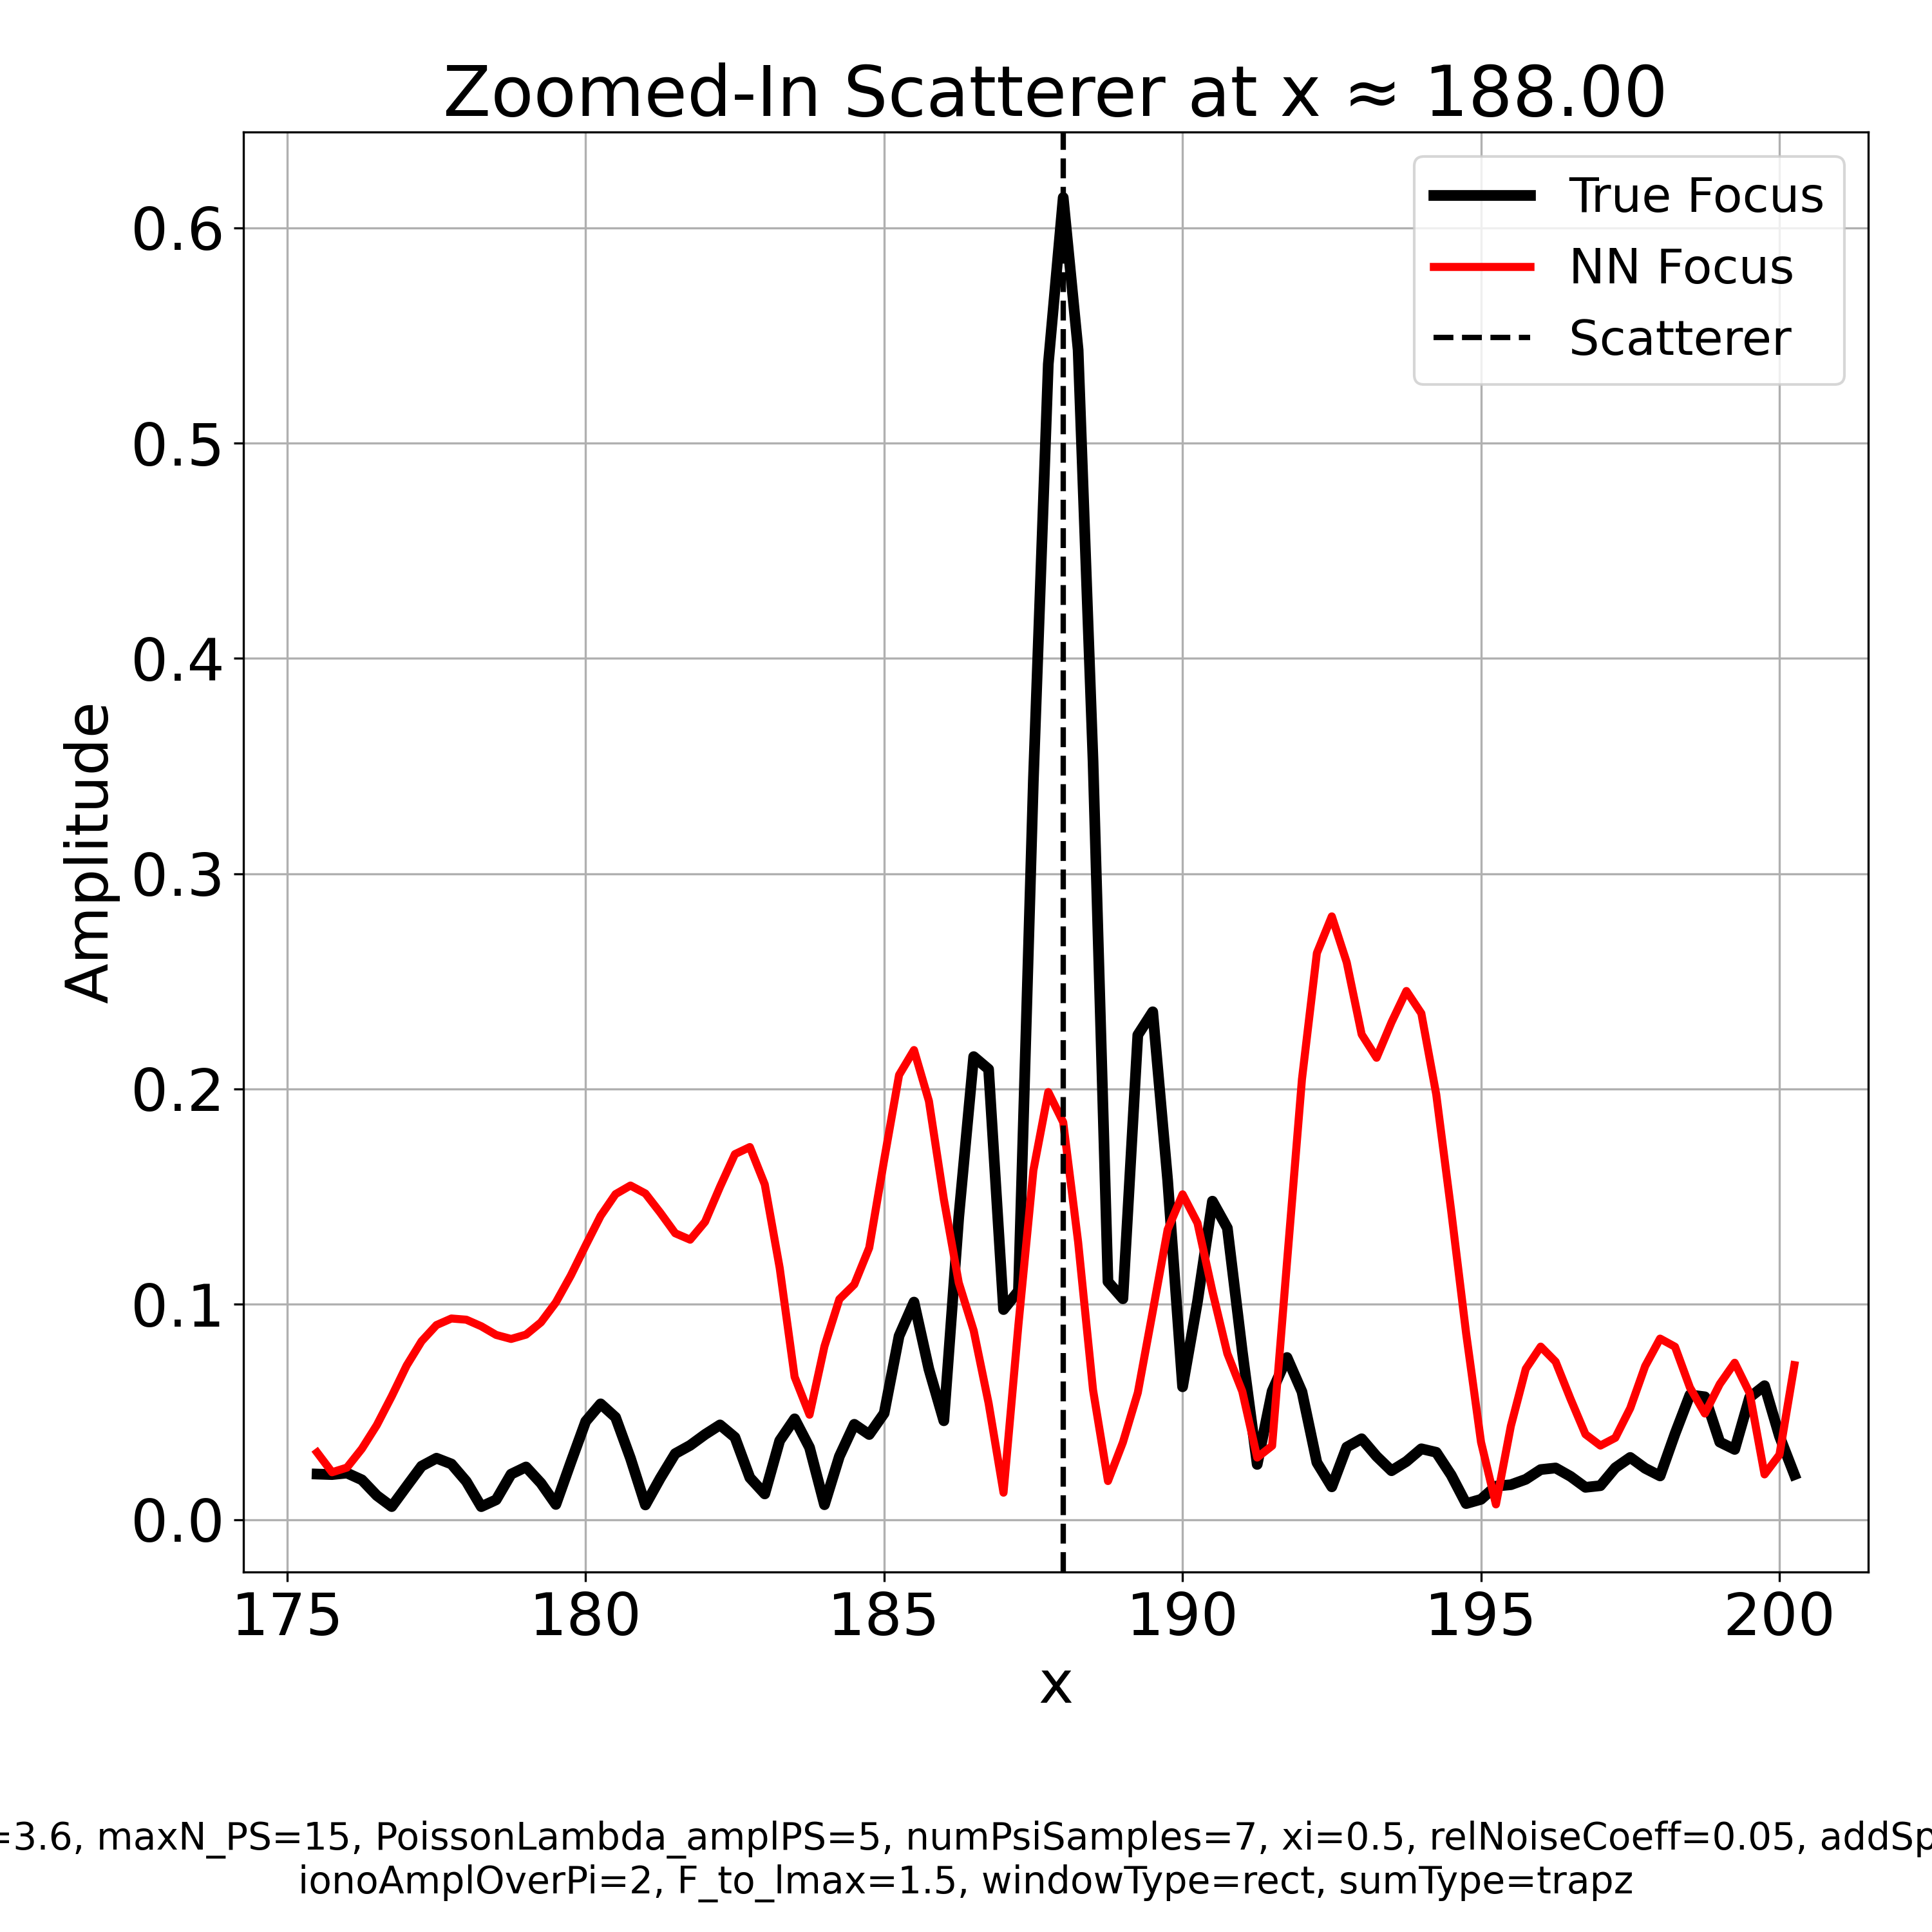 Zoomed-In Scatterer at x ≈ 188.00
True Focus
NN Focus
Scatterer
0.6
0.5
0.4
0.3
0.2
0.1
0.0
Amplitude
175 180 185 190 195 200
x
=3.6, maxN_PS=15, PoissonLambda_amplPS=5, numPsiSamples=7, xi=0.5, relNoiseCoeff=0.05, addSp
ionoAmplOverPi=2, F_to_lmax=1.5, windowType=rect, sumType=trapz